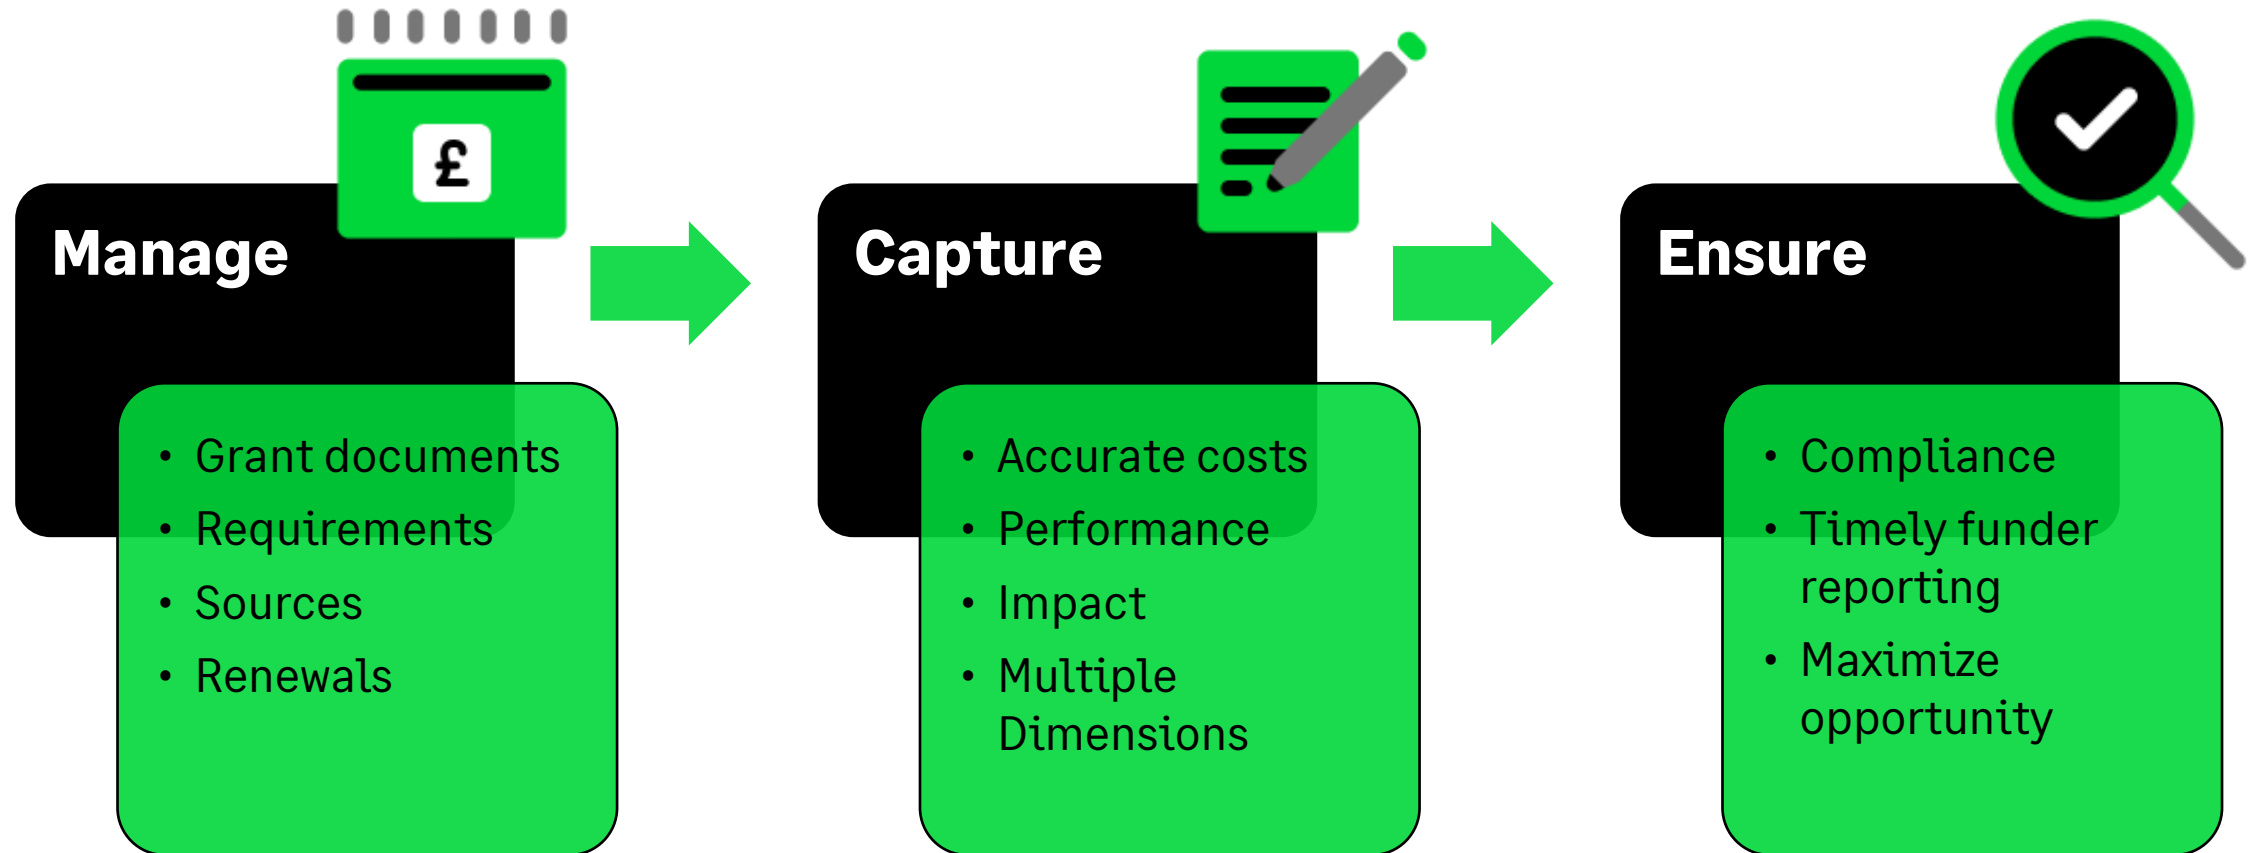 £
Manage
• Grant documents
• Requirements
• Sources
• Renewals
Capture
• Accurate costs
• Performance
• Impact
• Multiple
Dimensions
Ensure
• Compliance
• Timely funder
reporting
• Maximize
opportunity